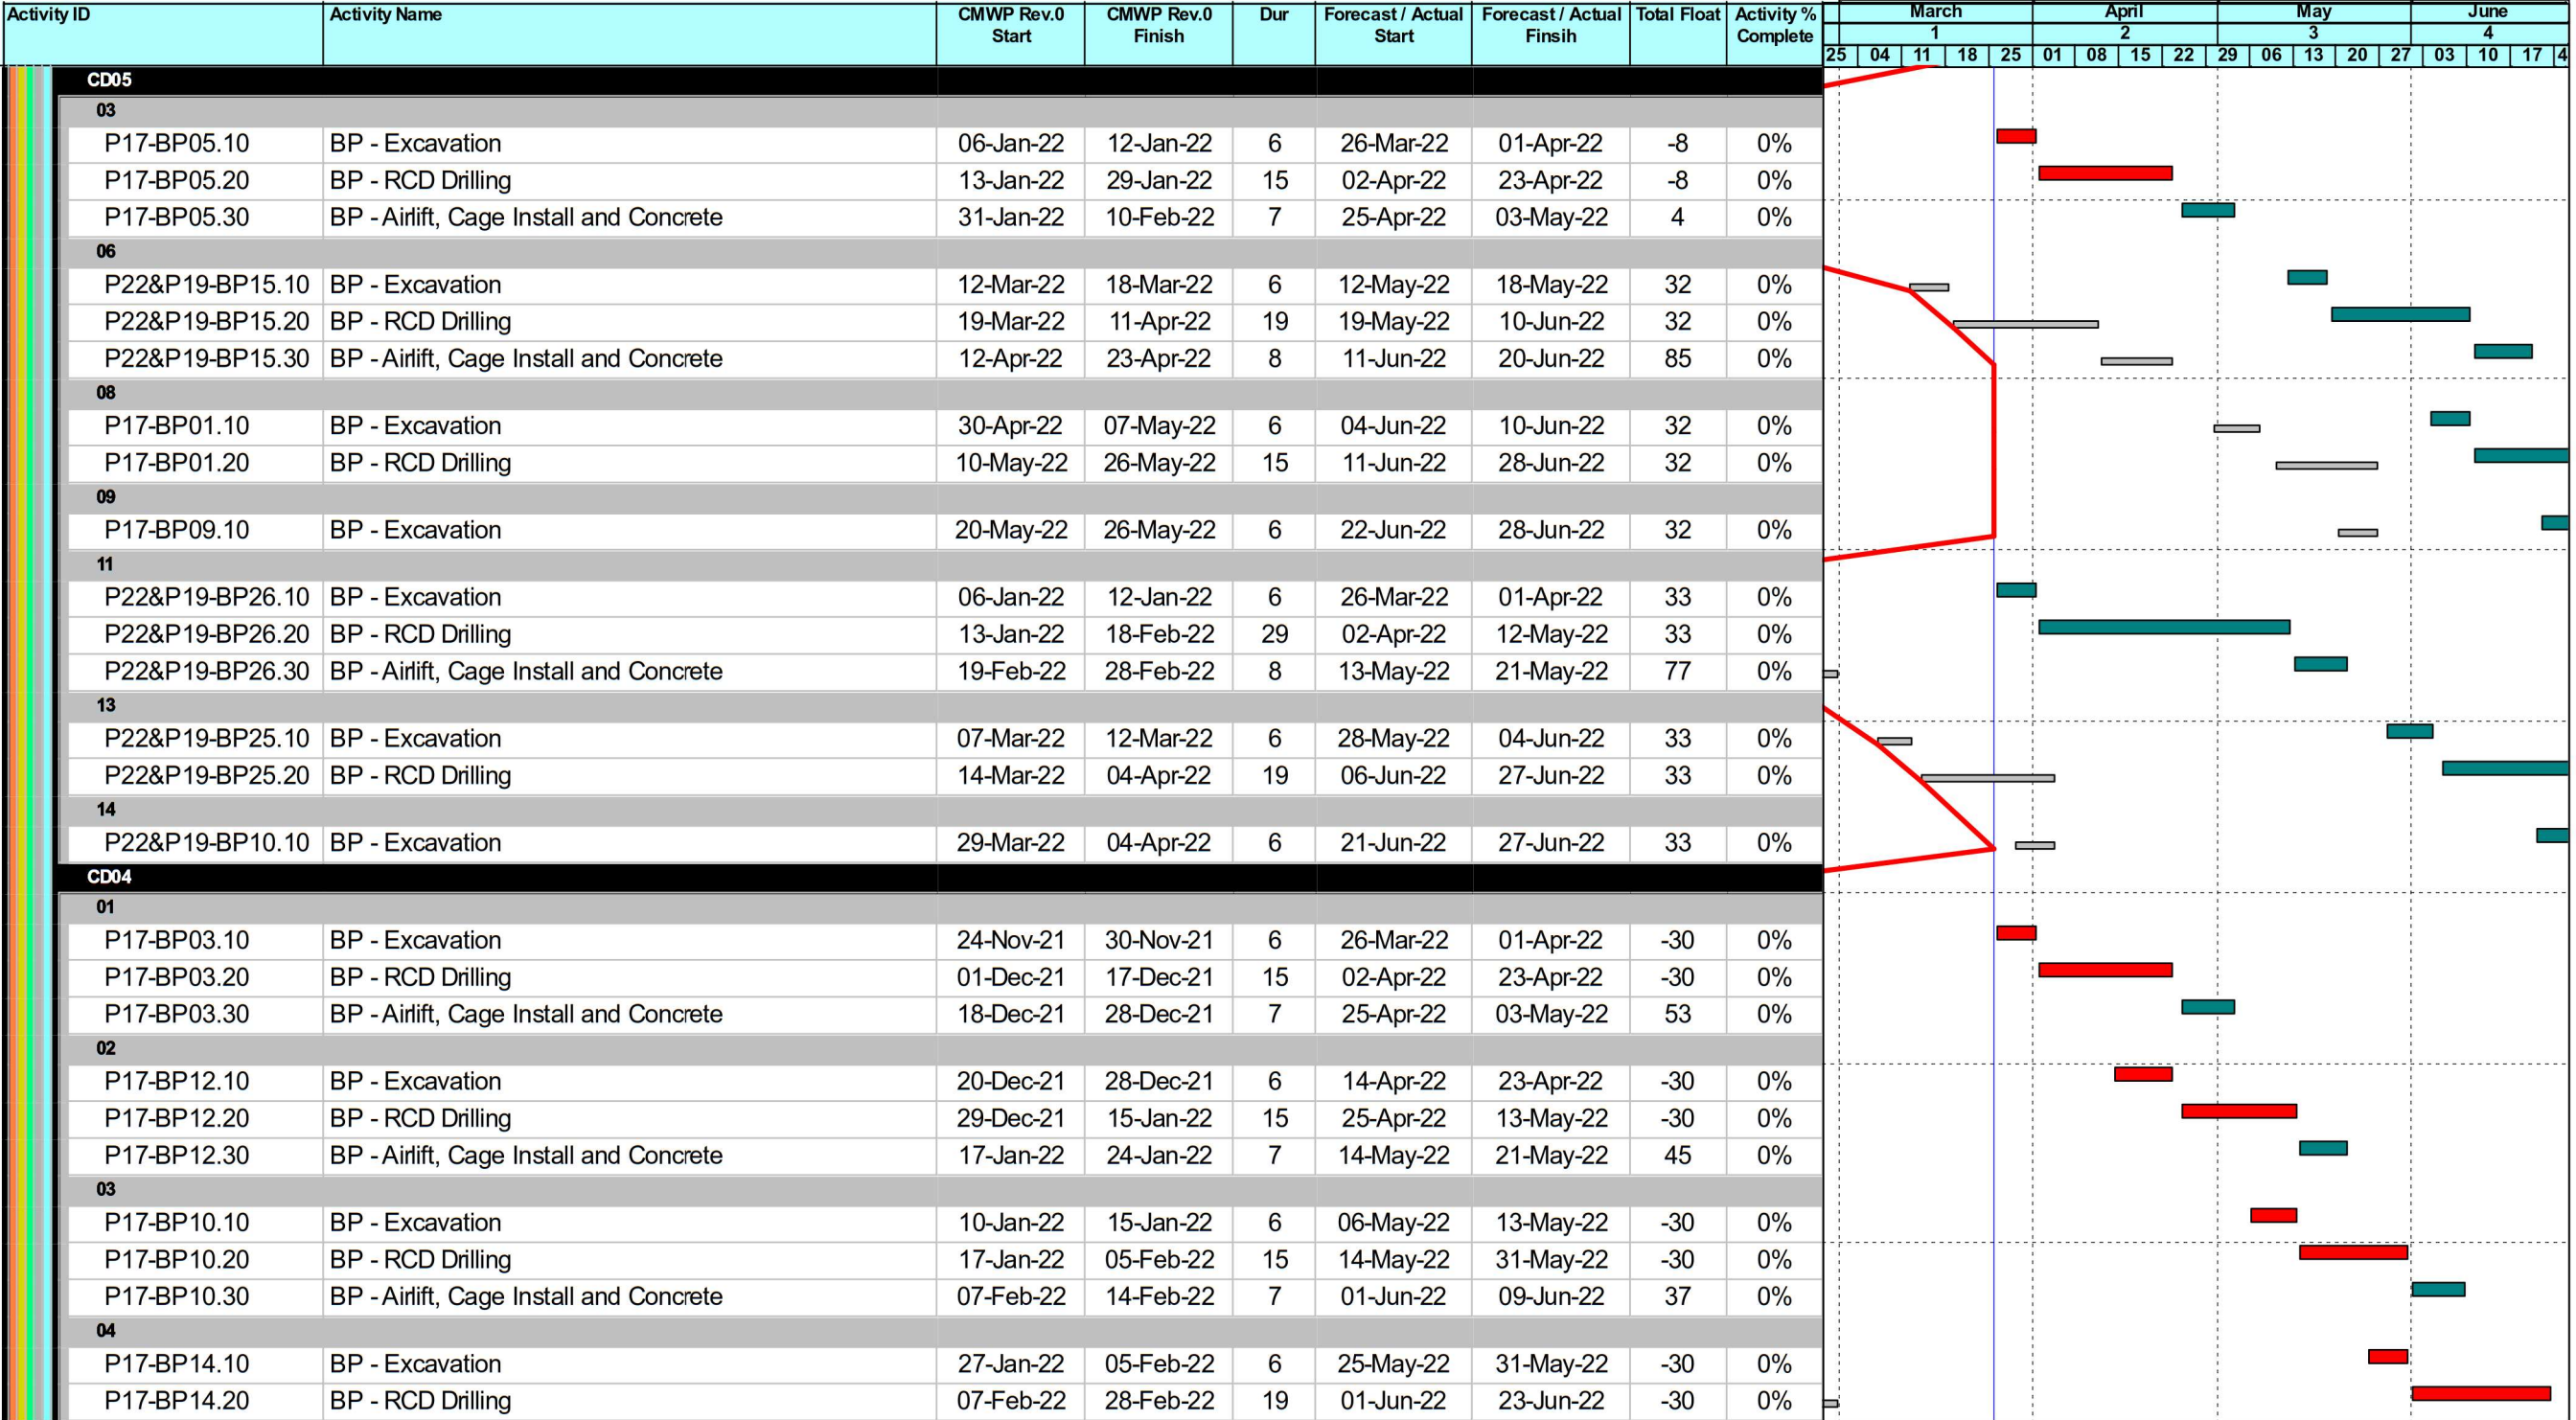 Activity ID Activity Name CMWP Rev.0 Start CMWP Rev.0 Finish Dur Forecast / Actual Start Forecast / Actual Finsih Total Float Activity % Complete March April May June
1 2 3 4
25 04 11 18 25 01 08 15 22 29 06 13 20 27 03 10 17 4
CD05
03
P17-BP05.10 BP - Excavation 06-Jan-22 12-Jan-22 6 26-Mar-22 01-Apr-22 -8 0%
P17-BP05.20 BP - RCD Drilling 13-Jan-22 29-Jan-22 15 02-Apr-22 23-Apr-22 -8 0%
P17-BP05.30 BP - Airlift, Cage Install and Concrete 31-Jan-22 10-Feb-22 7 25-Apr-22 03-May-22 4 0%
06
P22&P19-BP15.10 BP - Excavation 12-Mar-22 18-Mar-22 6 12-May-22 18-May-22 32 0%
P22&P19-BP15.20 BP - RCD Drilling 19-Mar-22 11-Apr-22 19 19-May-22 10-Jun-22 32 0%
P22&P19-BP15.30 BP - Airlift, Cage Install and Concrete 12-Apr-22 23-Apr-22 8 11-Jun-22 20-Jun-22 85 0%
08
P17-BP01.10 BP - Excavation 30-Apr-22 07-May-22 6 04-Jun-22 10-Jun-22 32 0%
P17-BP01.20 BP - RCD Drilling 10-May-22 26-May-22 15 11-Jun-22 28-Jun-22 32 0%
09
P17-BP09.10 BP - Excavation 20-May-22 26-May-22 6 22-Jun-22 28-Jun-22 32 0%
11
P22&P19-BP26.10 BP - Excavation 06-Jan-22 12-Jan-22 6 26-Mar-22 01-Apr-22 33 0%
P22&P19-BP26.20 BP - RCD Drilling 13-Jan-22 18-Feb-22 29 02-Apr-22 12-May-22 33 0%
P22&P19-BP26.30 BP - Airlift, Cage Install and Concrete 19-Feb-22 28-Feb-22 8 13-May-22 21-May-22 77 0%
13
P22&P19-BP25.10 BP - Excavation 07-Mar-22 12-Mar-22 6 28-May-22 04-Jun-22 33 0%
P22&P19-BP25.20 BP - RCD Drilling 14-Mar-22 04-Apr-22 19 06-Jun-22 27-Jun-22 33 0%
14
P22&P19-BP10.10 BP - Excavation 29-Mar-22 04-Apr-22 6 21-Jun-22 27-Jun-22 33 0%
CD04
01
P17-BP03.10 BP - Excavation 24-Nov-21 30-Nov-21 6 26-Mar-22 01-Apr-22 -30 0%
P17-BP03.20 BP - RCD Drilling 01-Dec-21 17-Dec-21 15 02-Apr-22 23-Apr-22 -30 0%
P17-BP03.30 BP - Airlift, Cage Install and Concrete 18-Dec-21 28-Dec-21 7 25-Apr-22 03-May-22 53 0%
02
P17-BP12.10 BP - Excavation 20-Dec-21 28-Dec-21 6 14-Apr-22 23-Apr-22 -30 0%
P17-BP12.20 BP - RCD Drilling 29-Dec-21 15-Jan-22 15 25-Apr-22 13-May-22 -30 0%
P17-BP12.30 BP - Airlift, Cage Install and Concrete 17-Jan-22 24-Jan-22 7 14-May-22 21-May-22 45 0%
03
P17-BP10.10 BP - Excavation 10-Jan-22 15-Jan-22 6 06-May-22 13-May-22 -30 0%
P17-BP10.20 BP - RCD Drilling 17-Jan-22 05-Feb-22 15 14-May-22 31-May-22 -30 0%
P17-BP10.30 BP - Airlift, Cage Install and Concrete 07-Feb-22 14-Feb-22 7 01-Jun-22 09-Jun-22 37 0%
04
P17-BP14.10 BP - Excavation 27-Jan-22 05-Feb-22 6 25-May-22 31-May-22 -30 0%
P17-BP14.20 BP - RCD Drilling 07-Feb-22 28-Feb-22 19 01-Jun-22 23-Jun-22 -30 0%